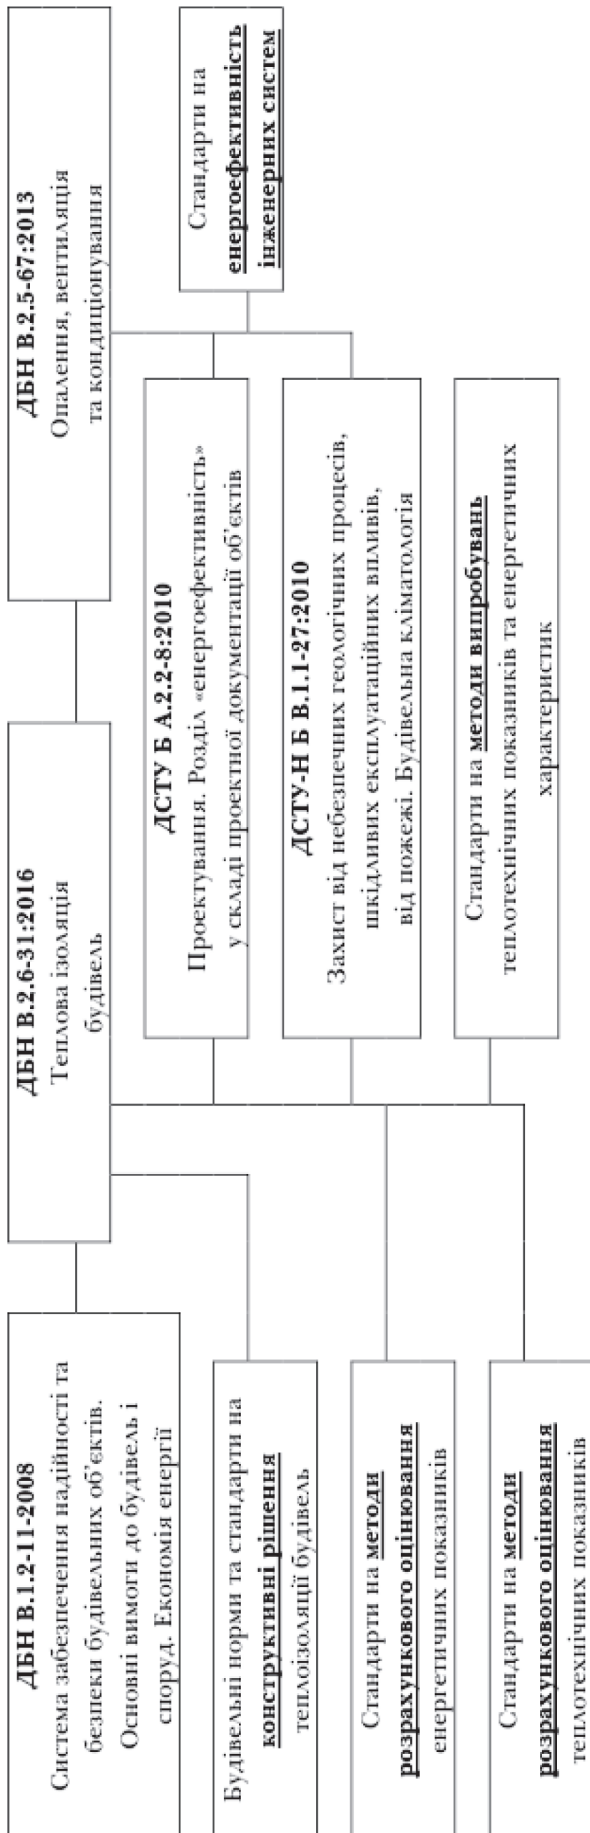 ДБН В.1.2-11-2008
Система забезпечення надійності та
безпеки будівельних об’єктів.
Основні вимоги до будівель і
споруд. Економія енергії
ДБН В.2.6-31:2016
Теплова ізоляція
будівель
ДБН В.2.5-67:2013
Опалення, вентиляція
та кондиціонування
Будівельні норми та стандарти на
конструктивні рішення
теплоізоляції будівель
ДСТУ Б А.2.2-8:2010
Проектування. Розділ «енергоефективність»
у складі проектної документації об’єктів
Стандарти на
енергоефективність
інженерних систем
Стандарти на методи
розрахункового оцінювання
енергетичних показників
ДСТУ-Н Б В.1.1-27:2010
Захист від небезпечних геологічних процесів,
шкідливих експлуатаційних впливів,
від пожежі. Будівельна кліматологія
Стандарти на методи
розрахункового оцінювання
теплотехнічних показників
Стандарти на методи випробувань
теплотехнічних показників та енергетичних
характеристик